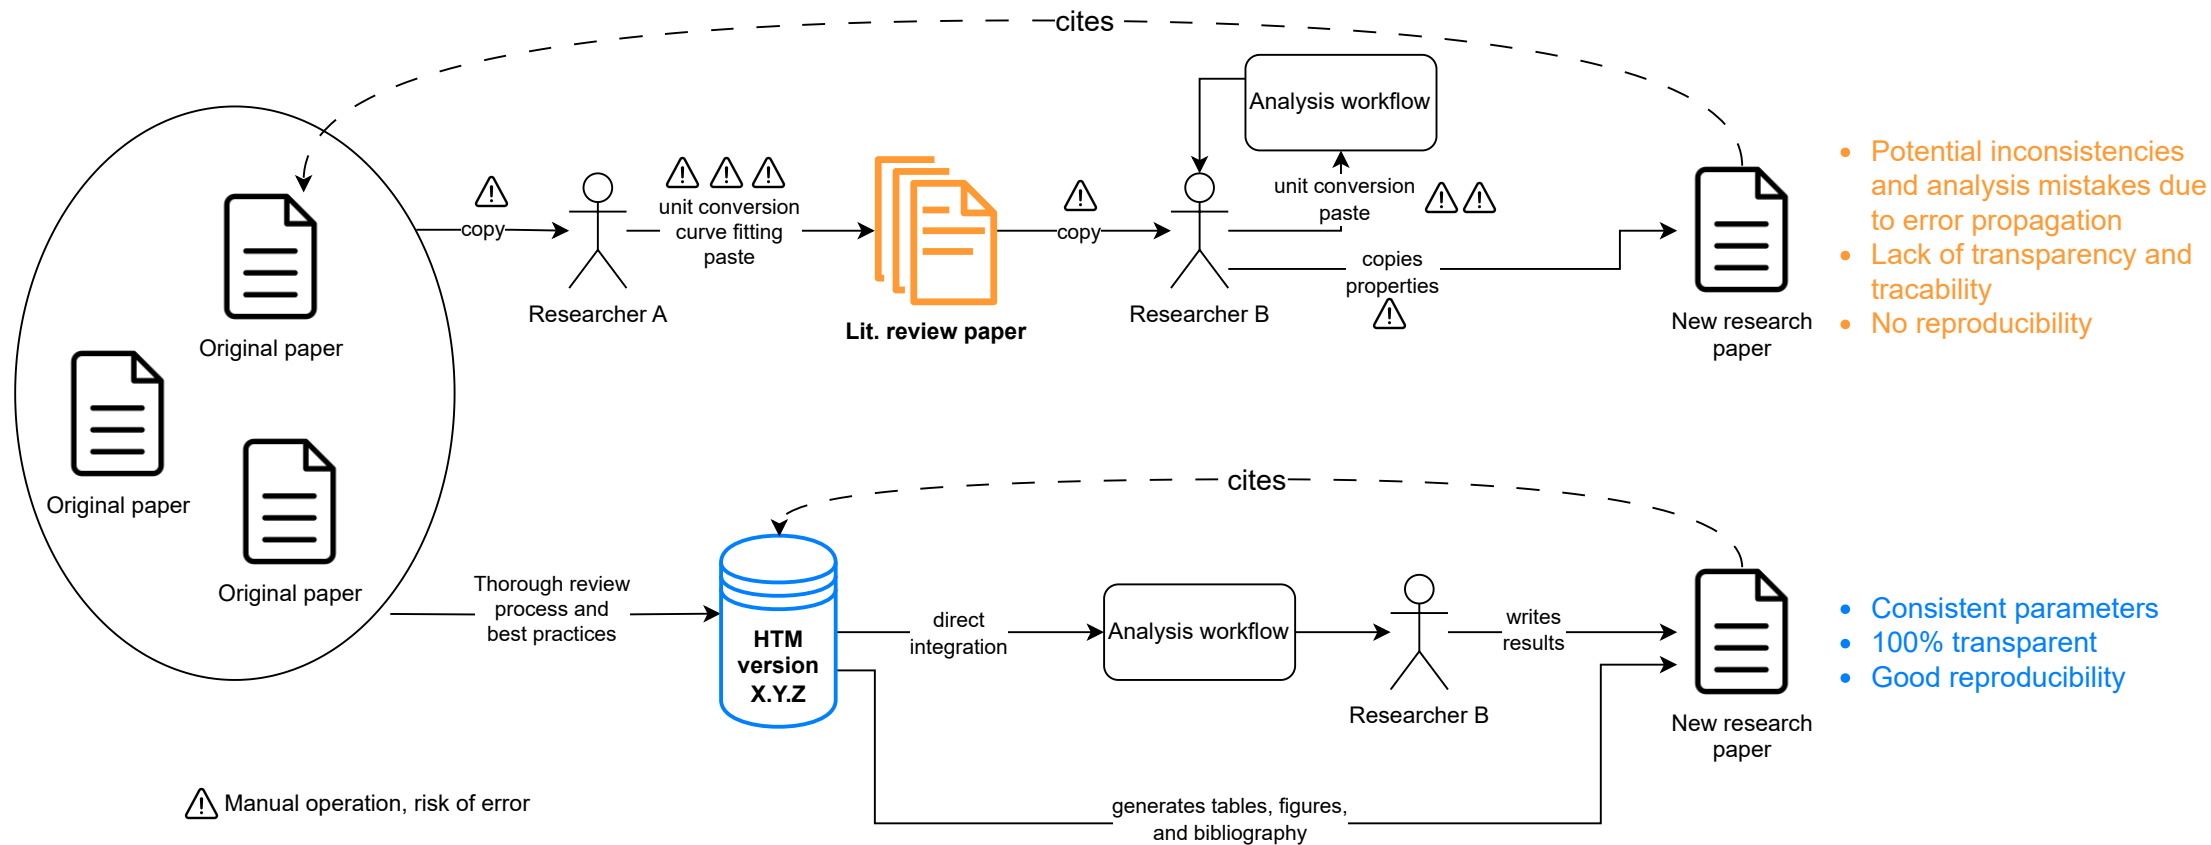 cites
Analysis workflow
unit conversion
paste
copy
unit conversion
curve fitting
paste
copy
copies
properties
Researcher A
Lit. review paper
Researcher B
New research
paper
Original paper
Original paper
Original paper
Potential inconsistencies
and analysis mistakes due
to error propagation
Lack of transparency and
tracability
No reproducibility
cites
Thorough review
process and
best practices
HTM
version
X.Y.Z
direct
integration
Analysis workflow
Researcher B
writes
results
New research
paper
Consistent parameters
100% transparent
Good reproducibility
generates tables, figures,
and bibliography
Manual operation, risk of error